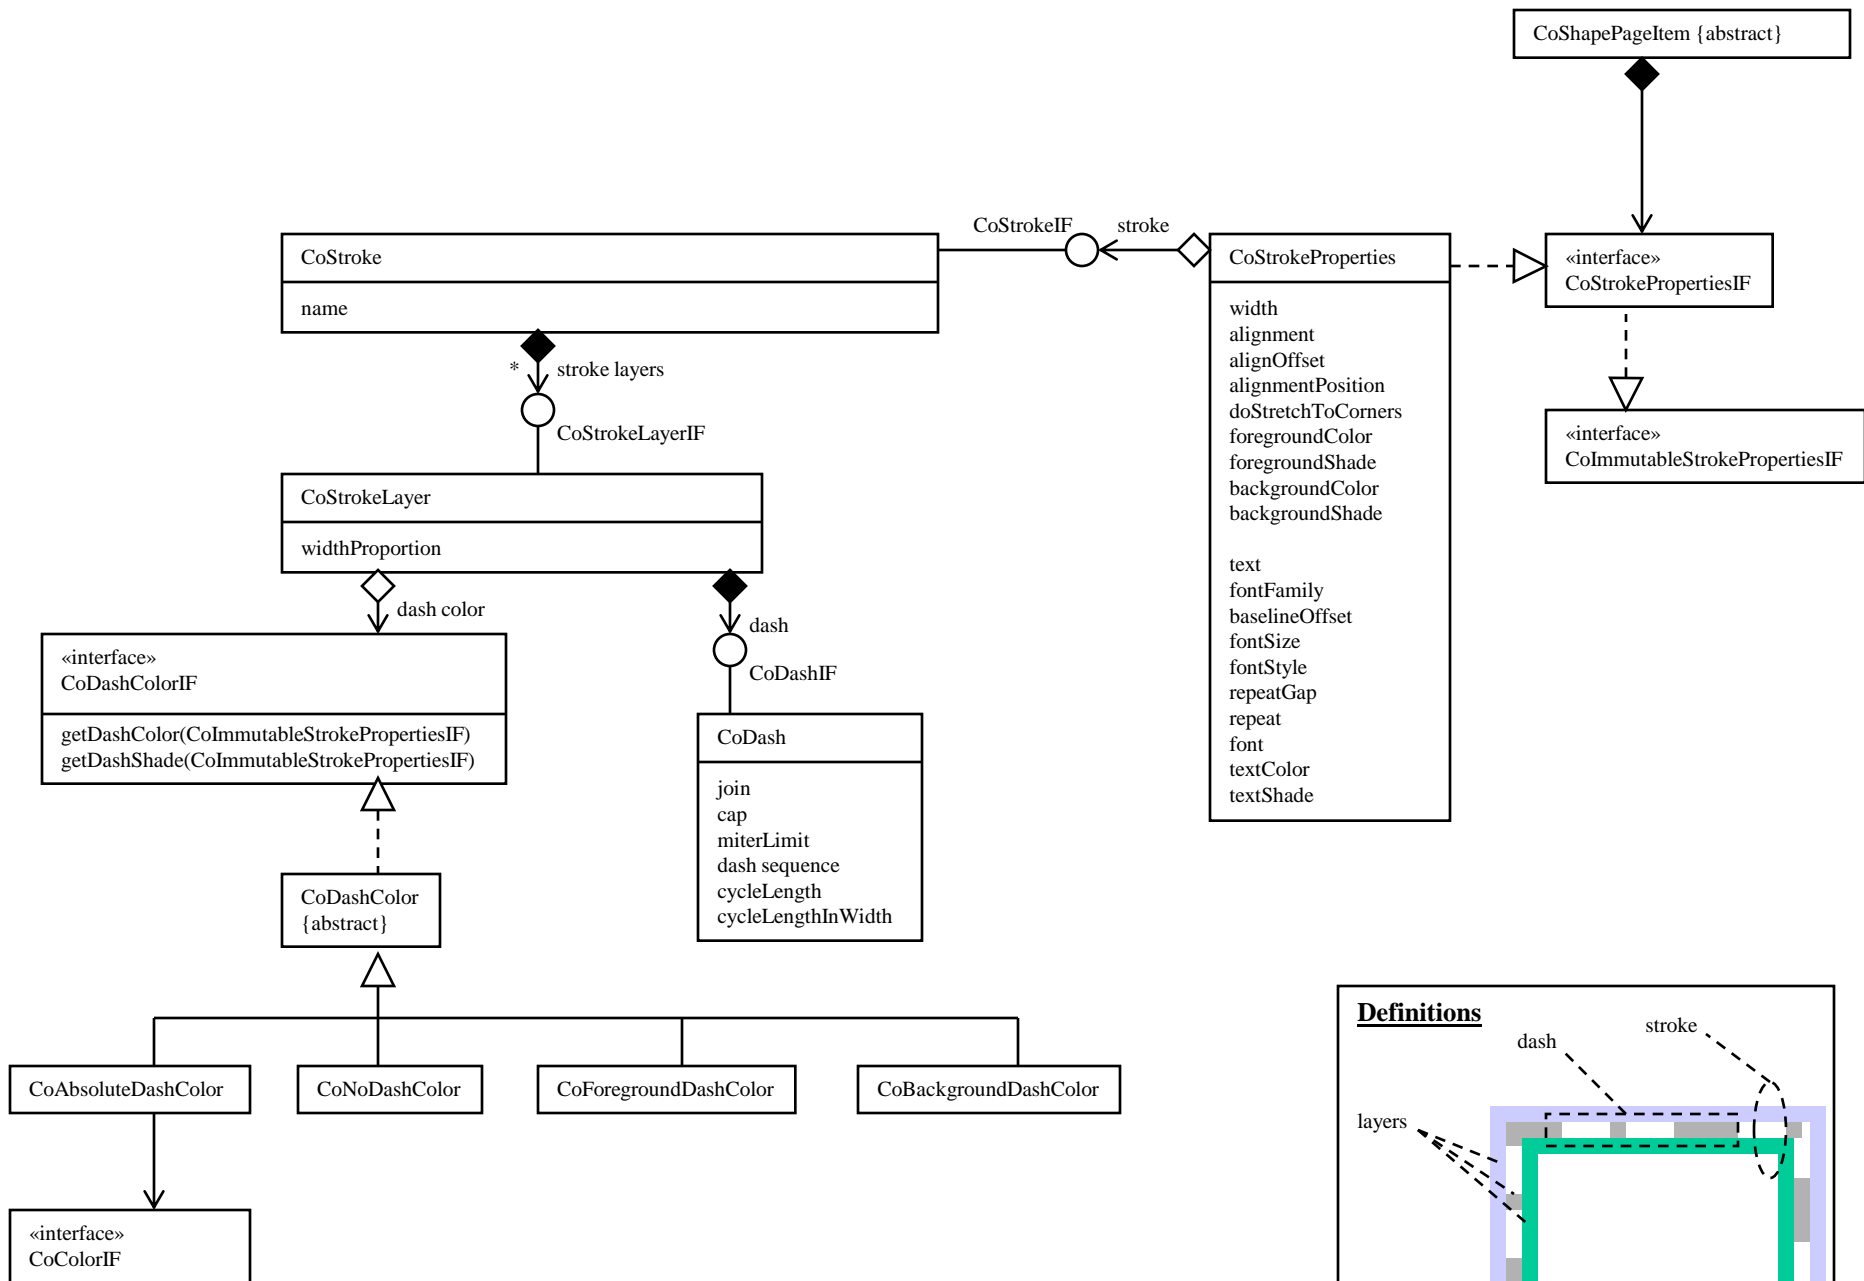 CoShapePageItem {abstract}
CoStrokeIF
stroke
CoStroke
name
CoStrokeProperties
width
alignment
alignOffset
alignmentPosition
doStretchToCorners
foregroundColor
foregroundShade
backgroundColor
backgroundShade
text
fontFamily
baselineOffset
fontSize
fontStyle
repeatGap
repeat
font
textColor
textShade
«interface»
CoStrokePropertiesIF
«interface»
CoImmutableStrokePropertiesIF
* stroke layers
CoStrokeLayerIF
CoStrokeLayer
widthProportion
dash color
dash
CoDashIF
«interface»
CoDashColorIF
getDashColor(CoImmutableStrokePropertiesIF)
getDashShade(CoImmutableStrokePropertiesIF)
CoDash
join
cap
miterLimit
dash sequence
cycleLength
cycleLengthInWidth
CoDashColor
{abstract}
CoAbsoluteDashColor
CoNoDashColor
CoForegroundDashColor
CoBackgroundDashColor
«interface»
CoColorIF
Definitions
stroke
dash
layers